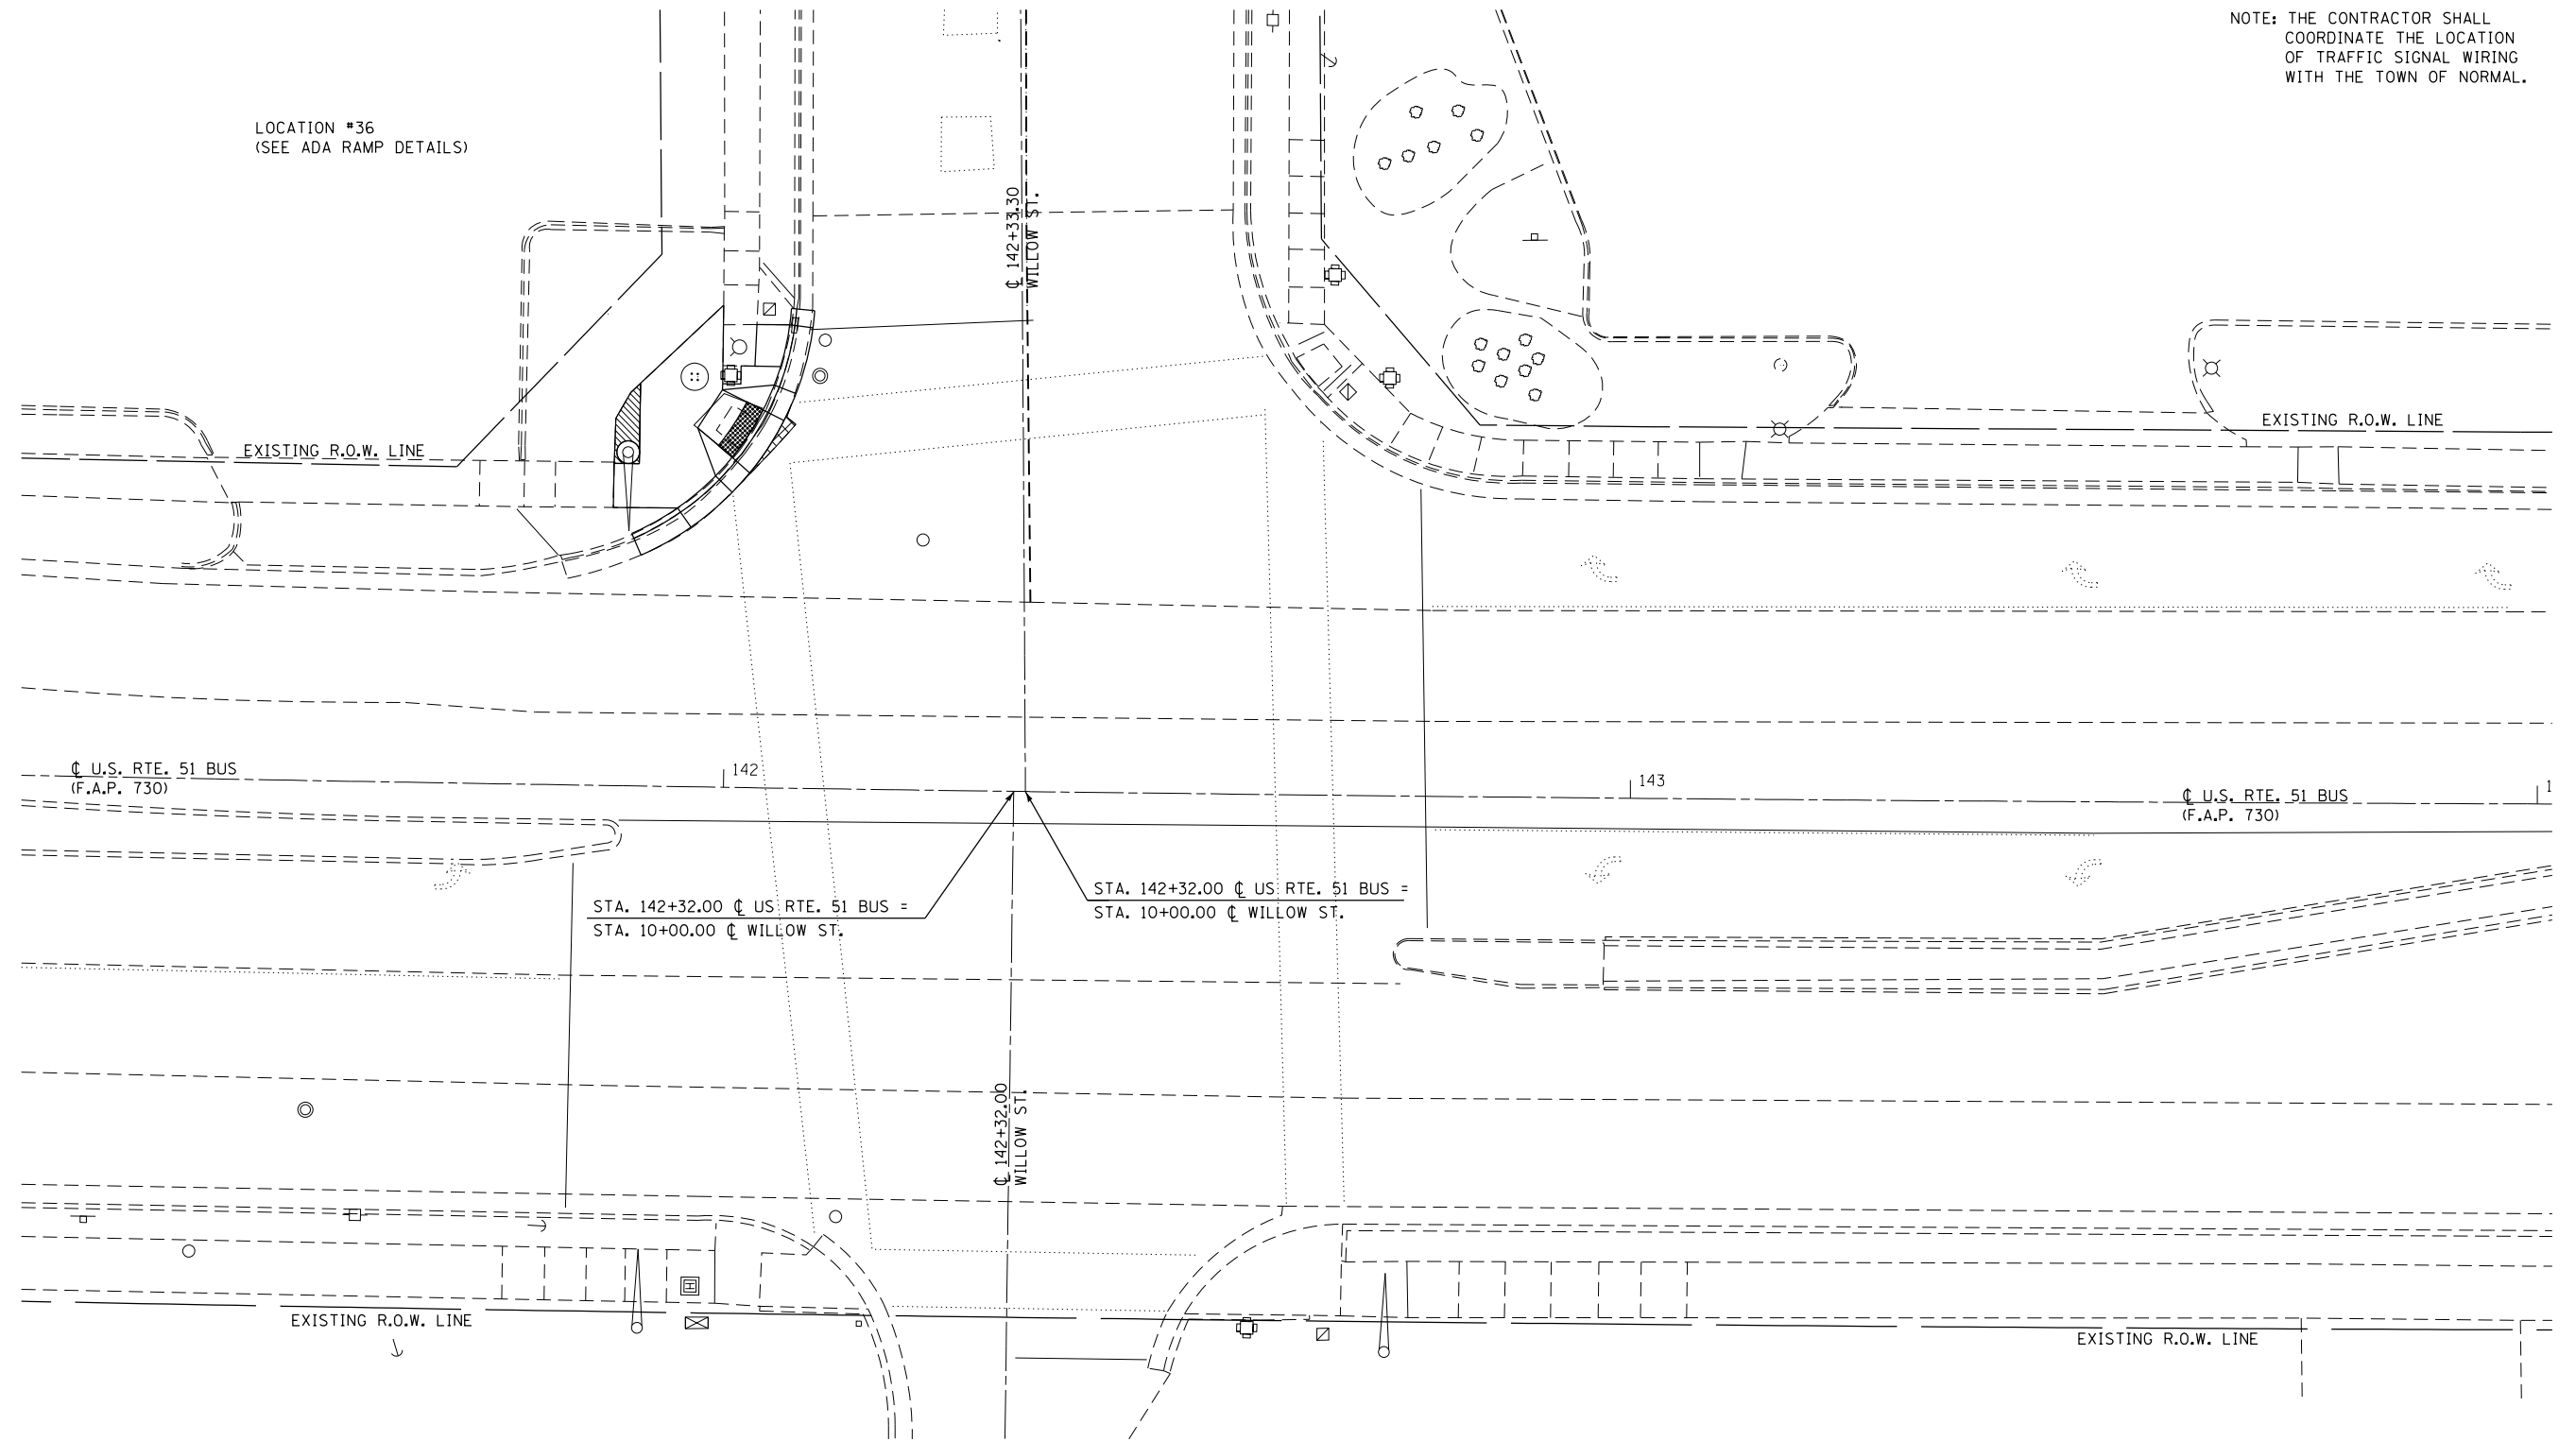 NOTE: THE CONTRACTOR SHALL
COORDINATE THE LOCATION
OF TRAFFIC SIGNAL WIRING
WITH THE TOWN OF NORMAL.
LOCATION #36
(SEE ADA RAMP DETAILS)
℄ 142+33.30
WILLOW ST.
EXISTING R.O.W. LINE
EXISTING R.O.W. LINE
℄ U.S. RTE. 51 BUS
(F.A.P. 730)
142
143
1
℄ U.S. RTE. 51 BUS
(F.A.P. 730)
STA. 142+32.00 ℄ US RTE. 51 BUS =
STA. 10+00.00 ℄ WILLOW ST.
STA. 142+32.00 ℄ US RTE. 51 BUS =
STA. 10+00.00 ℄ WILLOW ST.
℄ 142+32.00
WILLOW ST.
H
EXISTING R.O.W. LINE
EXISTING R.O.W. LINE